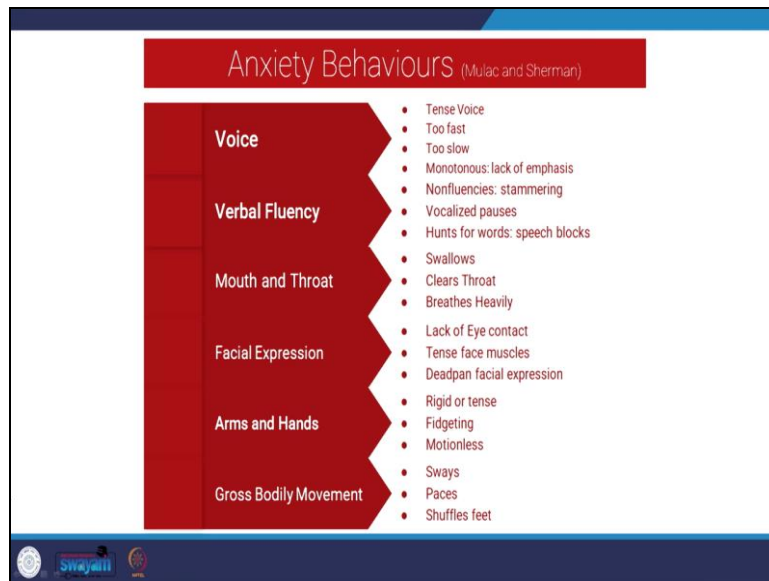 Anxiety Behaviours (Mulac and Sherman)
Voice
• Tense Voice
• Too fast
• Too slow
• Monotonous: lack of emphasis
Verbal Fluency
• Nonfluencies: stammering
• Vocalized pauses
• Hunts for words: speech blocks
Mouth and Throat
• Swallows
• Clears Throat
• Breathes Heavily
Facial Expression
• Lack of Eye contact
• Tense face muscles
• Deadpan facial expression
Arms and Hands
• Rigid or tense
• Fidgeting
• Motionless
Gross Bodily Movement
• Sways
• Paces
• Shuffles feet
swayam